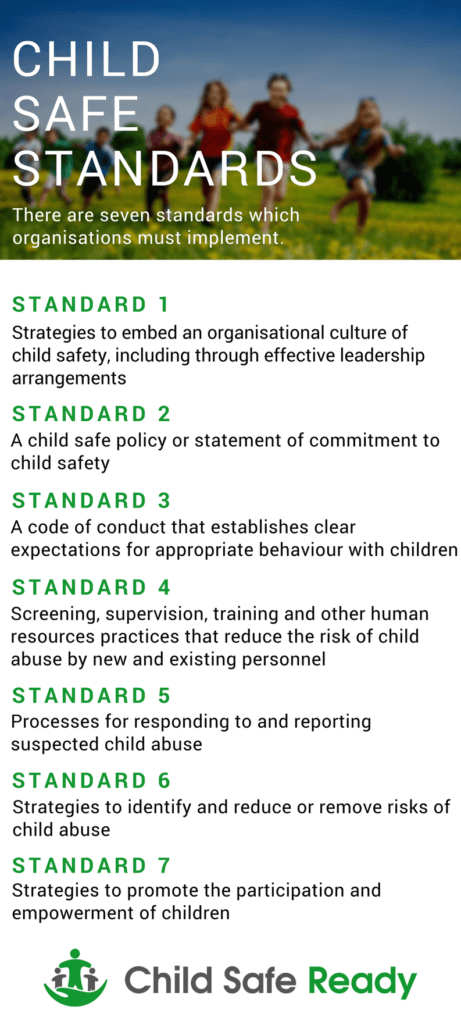 CHILD
SAFE
STANDARDS
There are seven standards which
organisations must implement.
STANDARD 1
Strategies to embed an organisational culture of
child safety, including through effective leadership
arrangements
STANDARD 2
A child safe policy or statement of commitment to
child safety
STANDARD 3
A code of conduct that establishes clear
expectations for appropriate behaviour with children
STANDARD 4
Screening, supervision, training and other human
resources practices that reduce the risk of child
abuse by new and existing personnel
STANDARD 5
Processes for responding to and reporting
suspected child abuse
STANDARD 6
Strategies to identify and reduce or remove risks of
child abuse
STANDARD 7
Strategies to promote the participation and
empowerment of children
Child Safe Ready